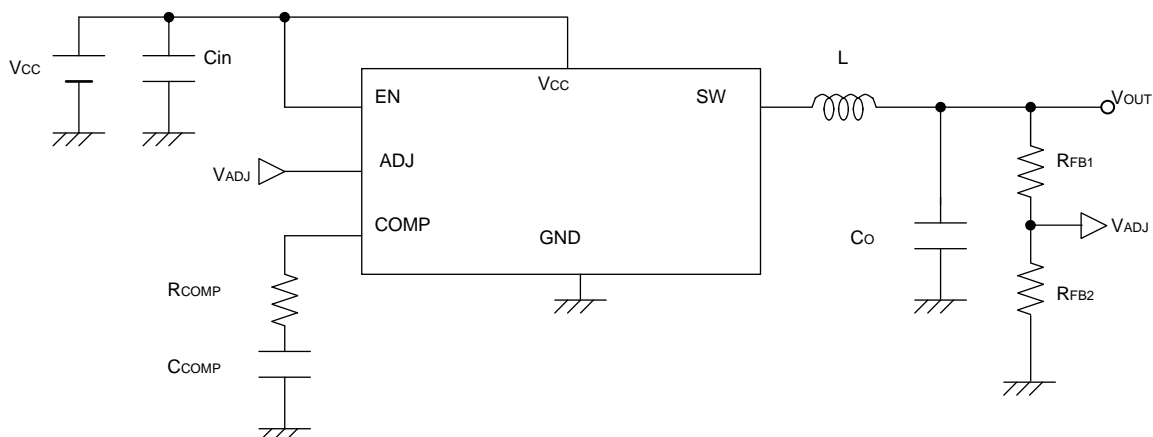 L
VCC
Cin
VCC
SW
EN
VOUT
ADJ
RFB1
VADJ
COMP
GND
CO
VADJ
RCOMP
RFB2
CCOMP